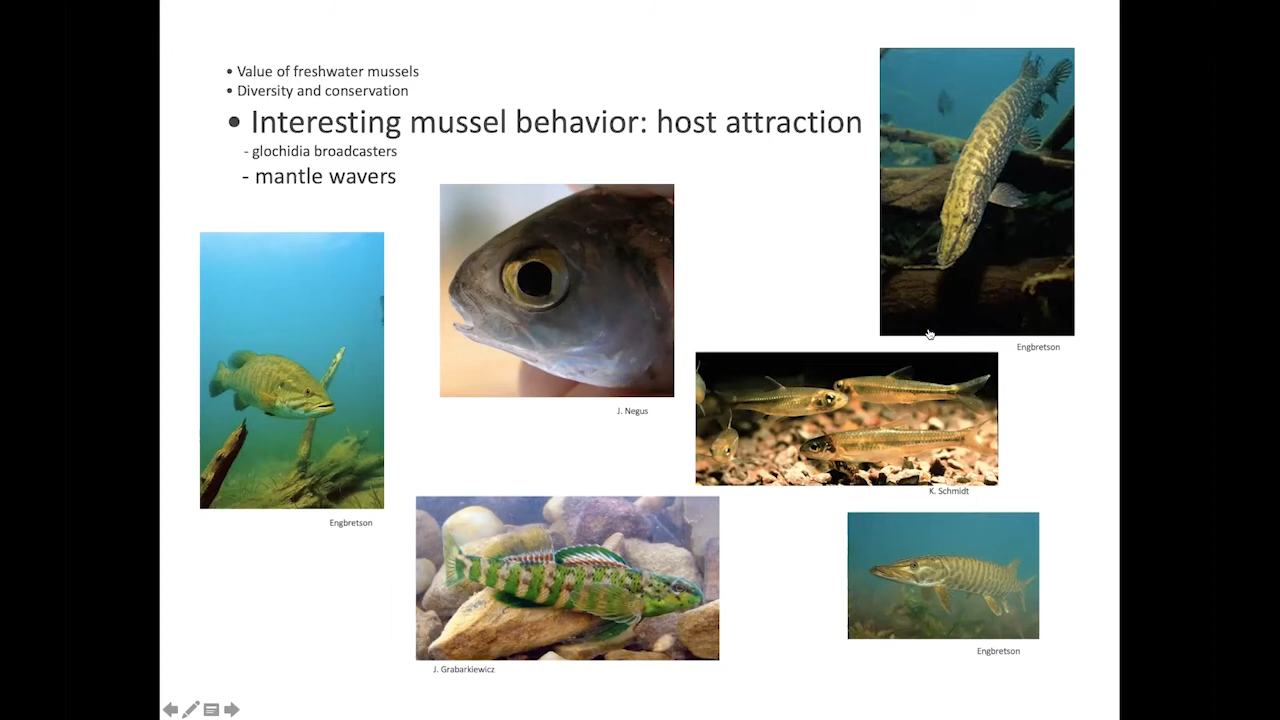 • Value of freshwater mussels
• Diversity and conservation
• Interesting mussel behavior: host attraction
- glochidia broadcasters
- mantle wavers
Engbretson
J. Negus
K. Schmidt
Engbretson
J. Grabarkiewicz
Engbretson